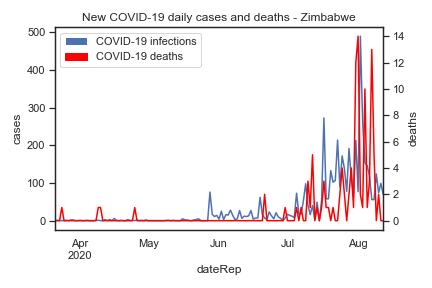 New COVID-19 daily cases and deaths - Zimbabwe
COVID-19 infections
COVID-19 deaths
cases
500
400
300
200
100
0
deaths
14
12
10
8
6
4
2
0
Apr
2020
May
Jun
Jul
Aug
dateRep